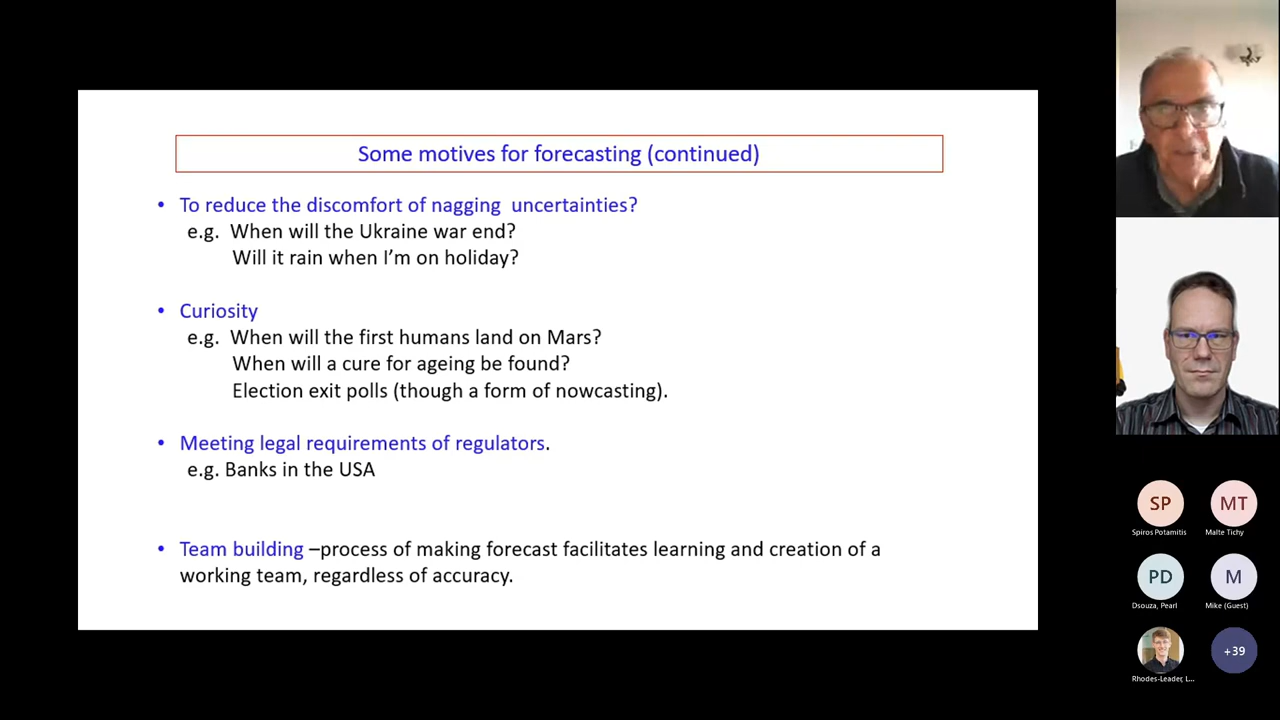 Some motives for forecasting (continued)
• To reduce the discomfort of nagging uncertainties?
e.g. When will the Ukraine war end?
Will it rain when I'm on holiday?
• Curiosity
e.g. When will the first humans land on Mars?
When will a cure for ageing be found?
Election exit polls (though a form of nowcasting).
• Meeting legal requirements of regulators.
e.g. Banks in the USA
• Team building –process of making forecast facilitates learning and creation of a
working team, regardless of accuracy.
SP
MT
Spiros Potamitis
Malte Tichy
PD
M
Dsouza, Pearl
Mike (Guest)
+39
Rhodes-Leader, L...